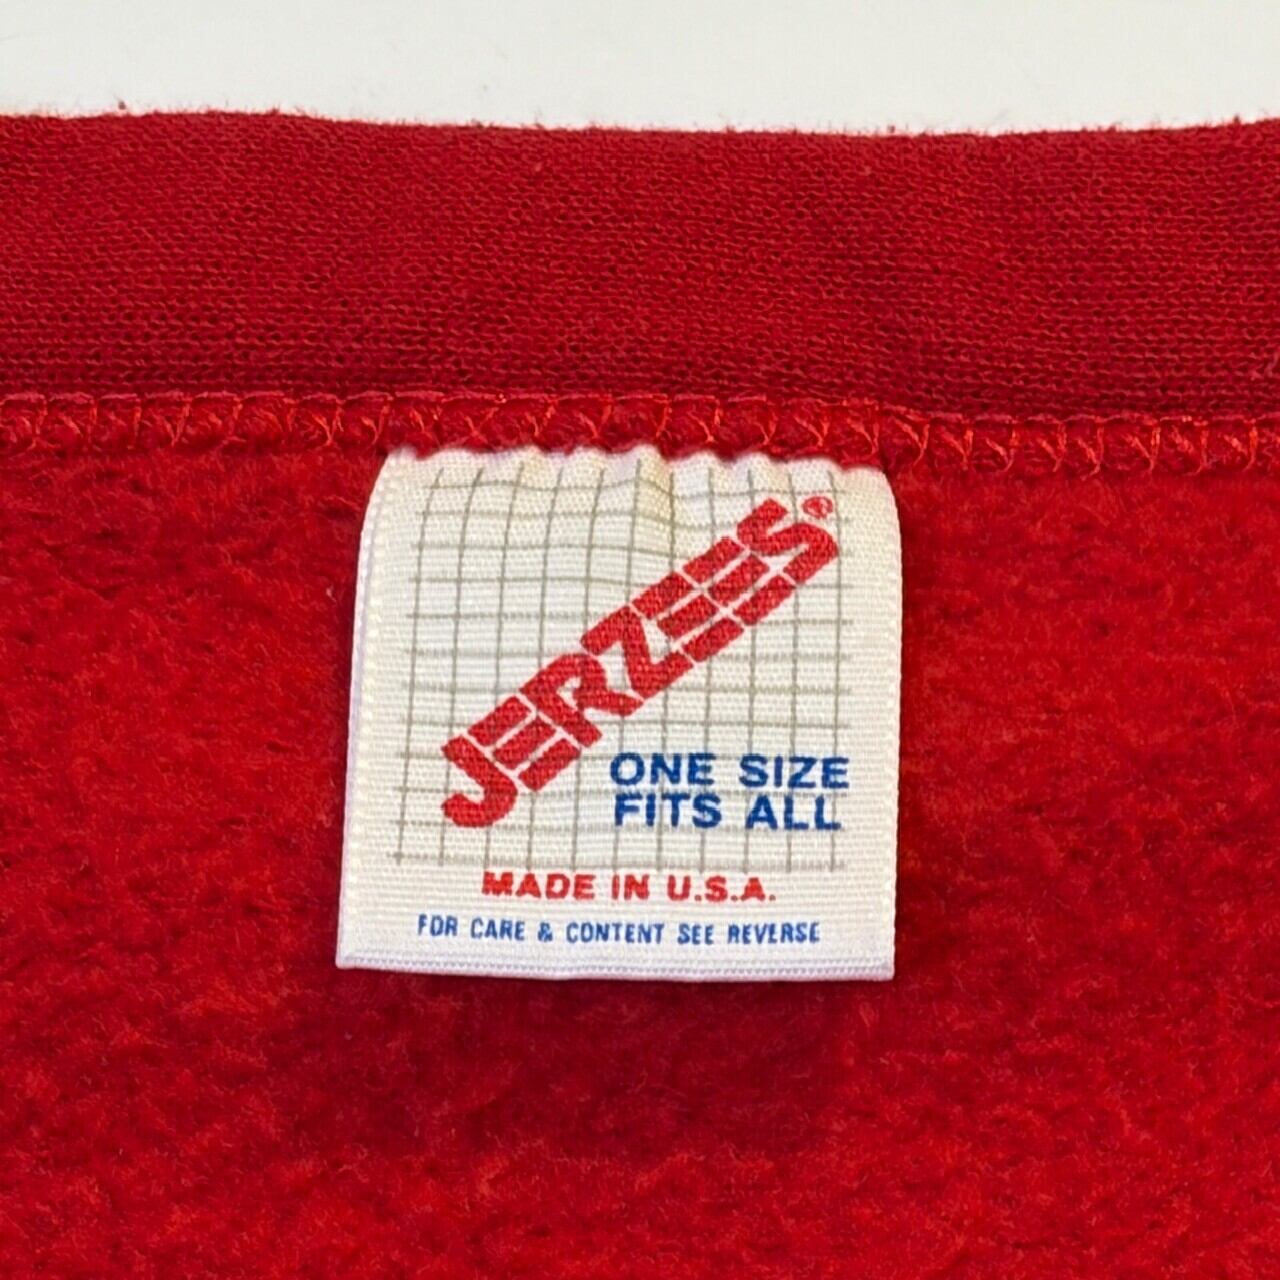 JERZEES®
ONE SIZE
FITS ALL
MADE IN U.S.A.
FOR CARE & CONTENT SEE REVERSE